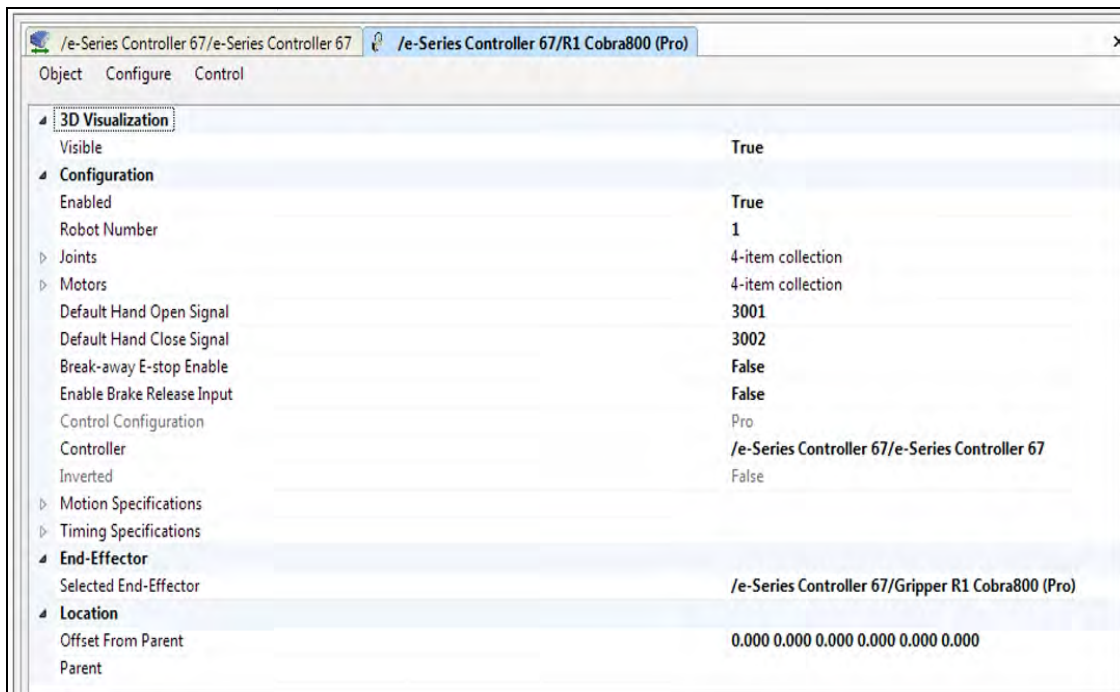 /e-Series Controller 67/e-Series Controller 67 /e-Series Controller 67/R1 Cobra800 (Pro)
Object Configure Control
3D Visualization
Visible True
Configuration
Enabled True
Robot Number 1
Joints 4-item collection
Motors 4-item collection
Default Hand Open Signal 3001
Default Hand Close Signal 3002
Break-away E-stop Enable False
Enable Brake Release Input False
Control Configuration Pro
Controller /e-Series Controller 67/e-Series Controller 67
Inverted False
Motion Specifications
Timing Specifications
End-Effector
Selected End-Effector /e-Series Controller 67/Gripper R1 Cobra800 (Pro)
Location
Offset From Parent 0.000 0.000 0.000 0.000 0.000 0.000
Parent